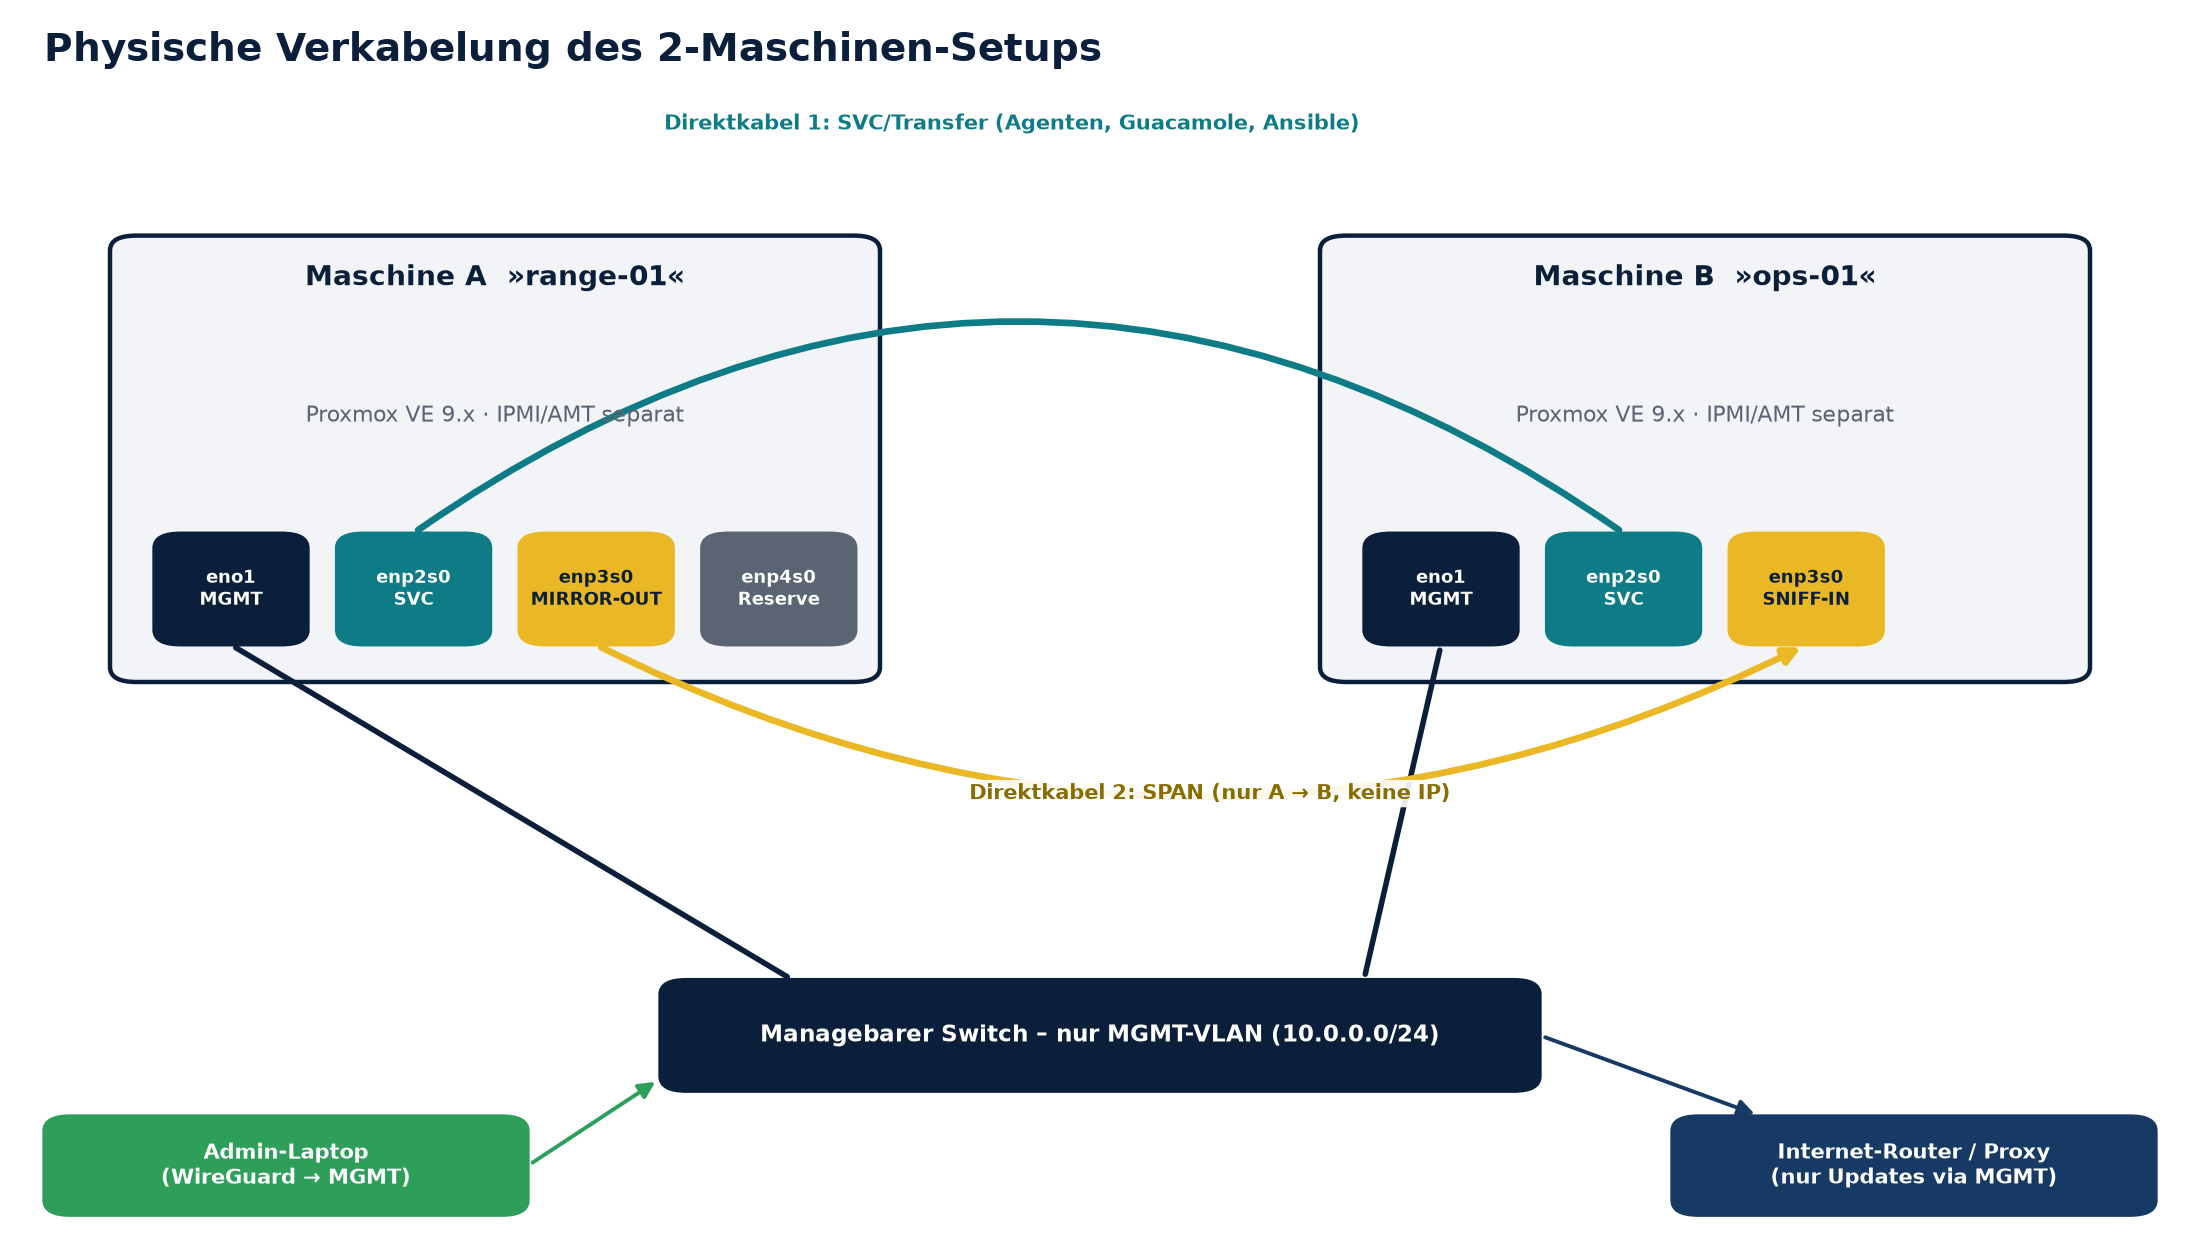 Physische Verkabelung des 2-Maschinen-Setups
Direktkabel 1: SVC/Transfer (Agenten, Guacamole, Ansible)
Maschine A  »range-01«
Proxmox VE 9.x · IPMI/AMT separat
eno1
MGMT
enp2s0
SVC
enp3s0
MIRROR-OUT
enp4s0
Reserve
Maschine B  »ops-01«
Proxmox VE 9.x · IPMI/AMT separat
eno1
MGMT
enp2s0
SVC
enp3s0
SNIFF-IN
Direktkabel 2: SPAN (nur A → B, keine IP)
Managebarer Switch – nur MGMT-VLAN (10.0.0.0/24)
Admin-Laptop
(WireGuard → MGMT)
Internet-Router / Proxy
(nur Updates via MGMT)